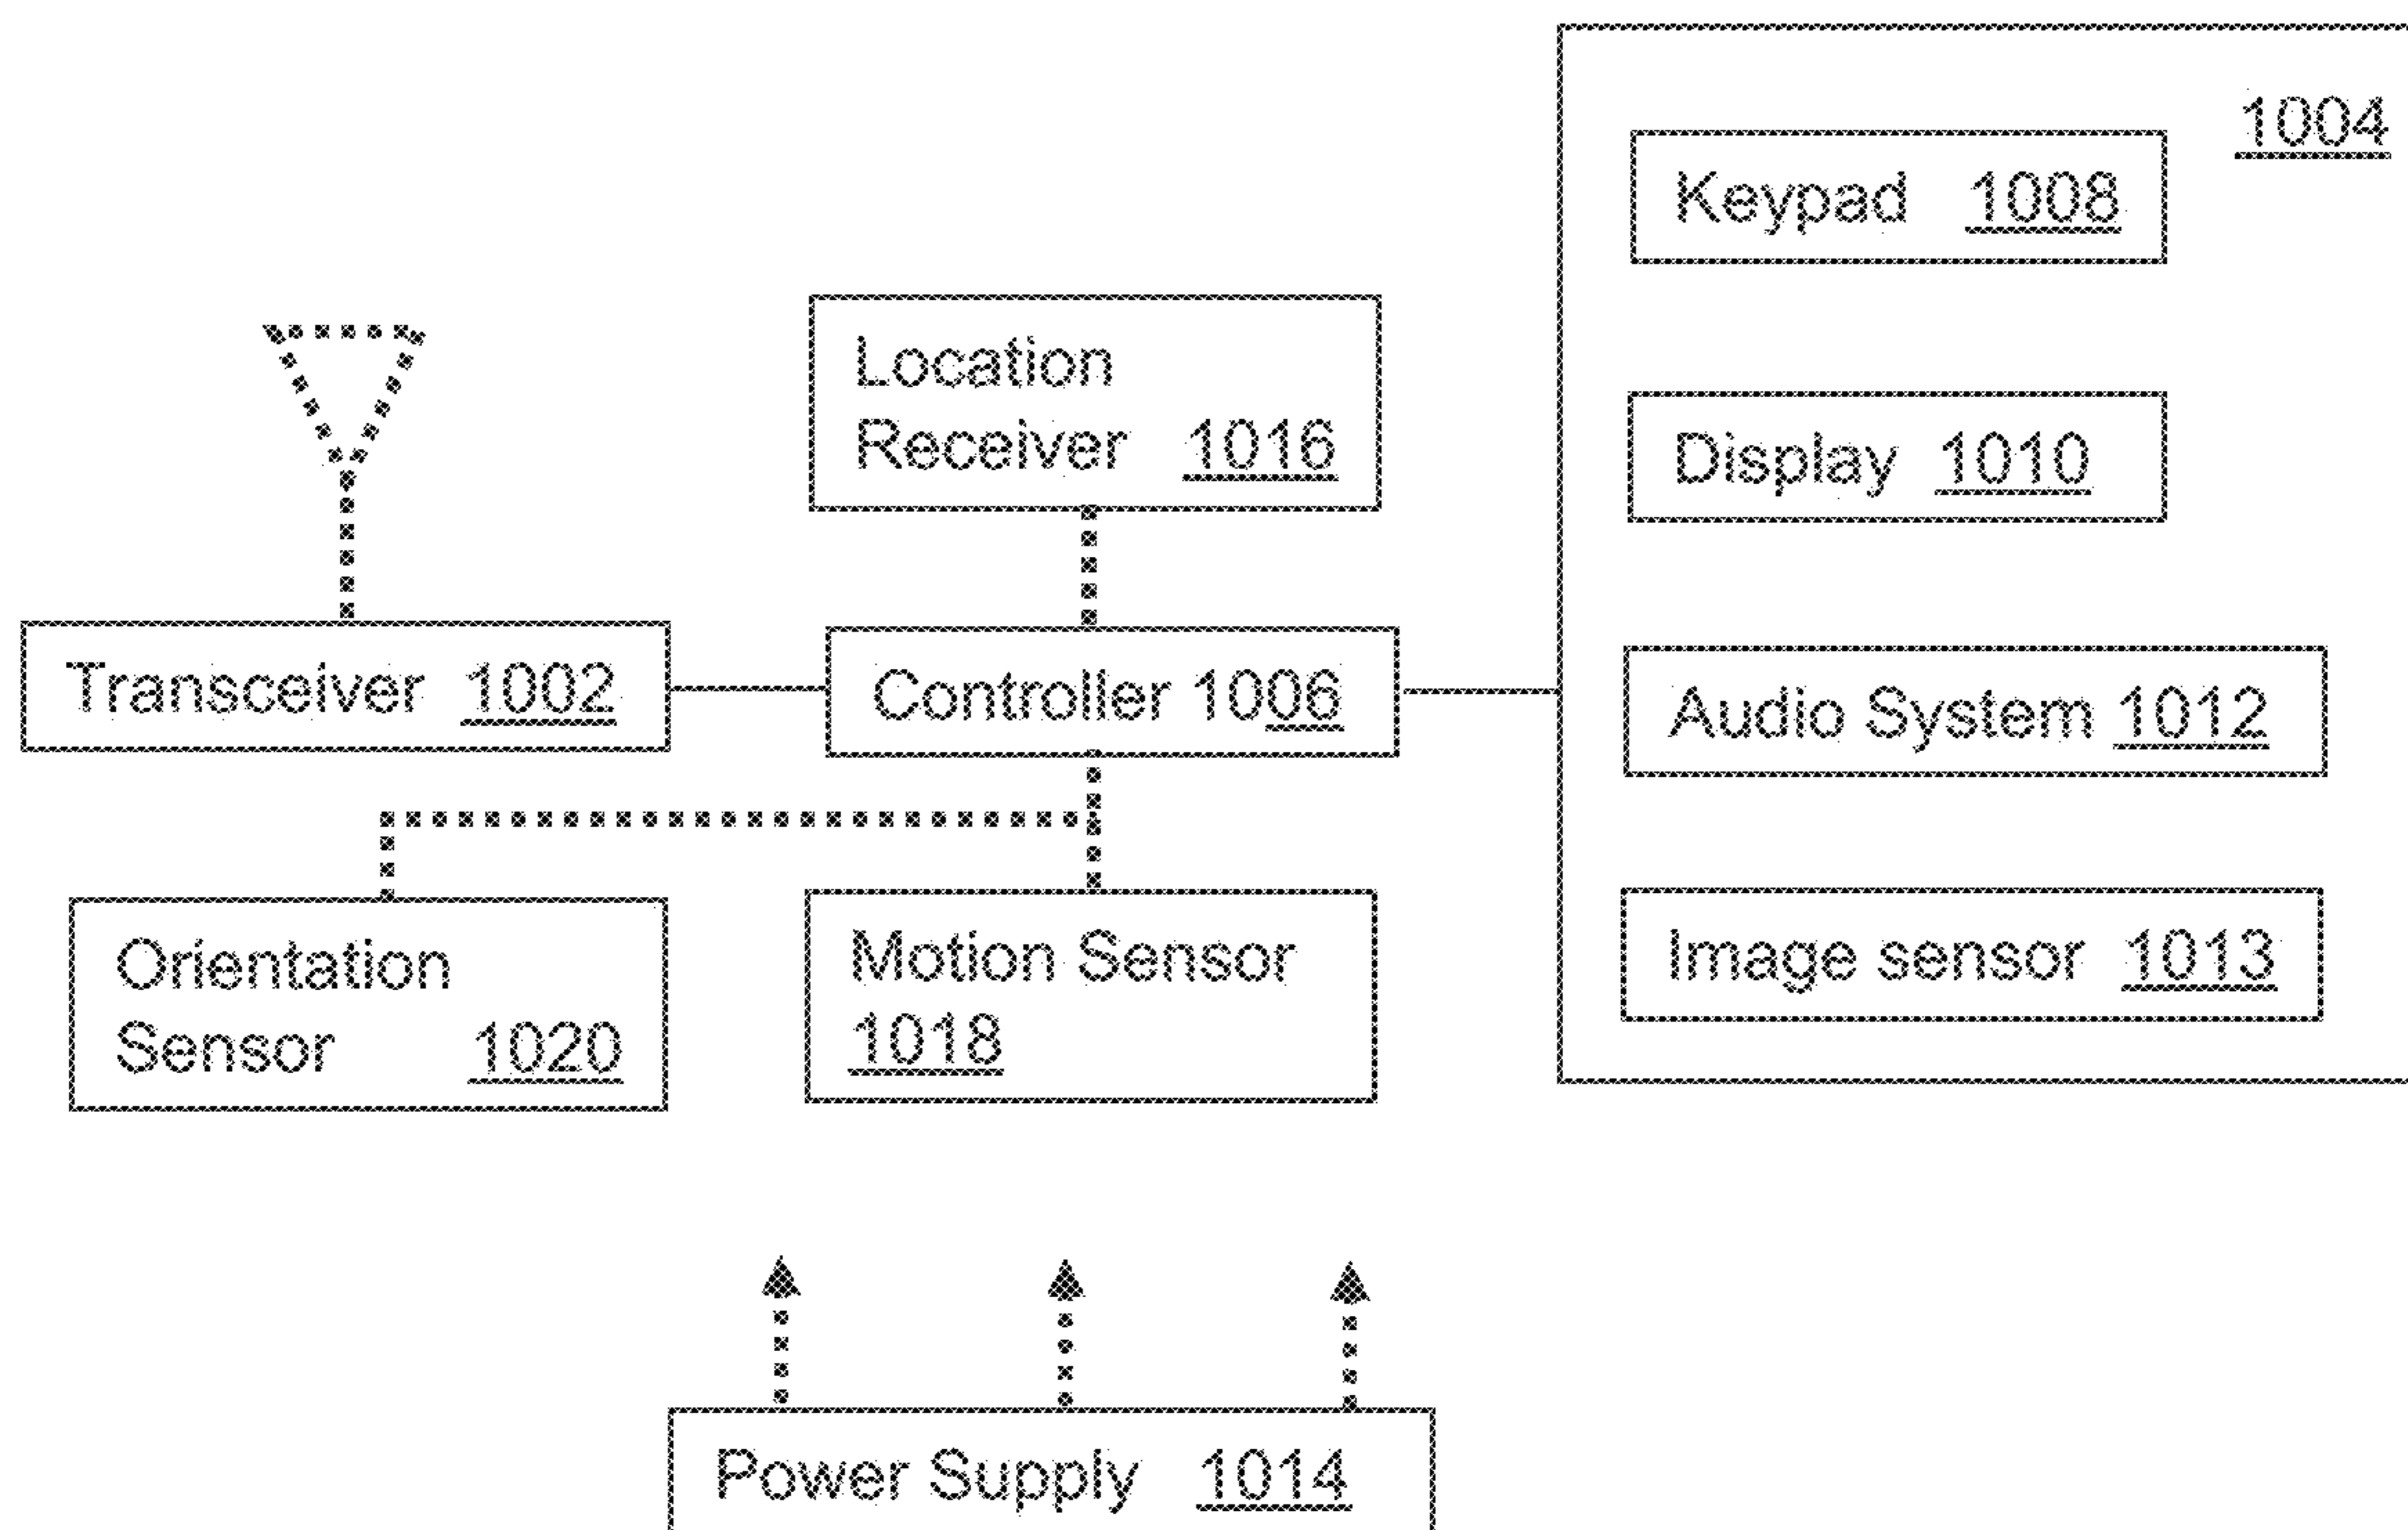 1004
Keypad 1008
Location
Receiver 1016
Display 1010
Transceiver 1002
Controller 1006
Audio System 1012
Orientation
Sensor 1020
Motion Sensor
1018
Image sensor 1013
Power Supply 1014